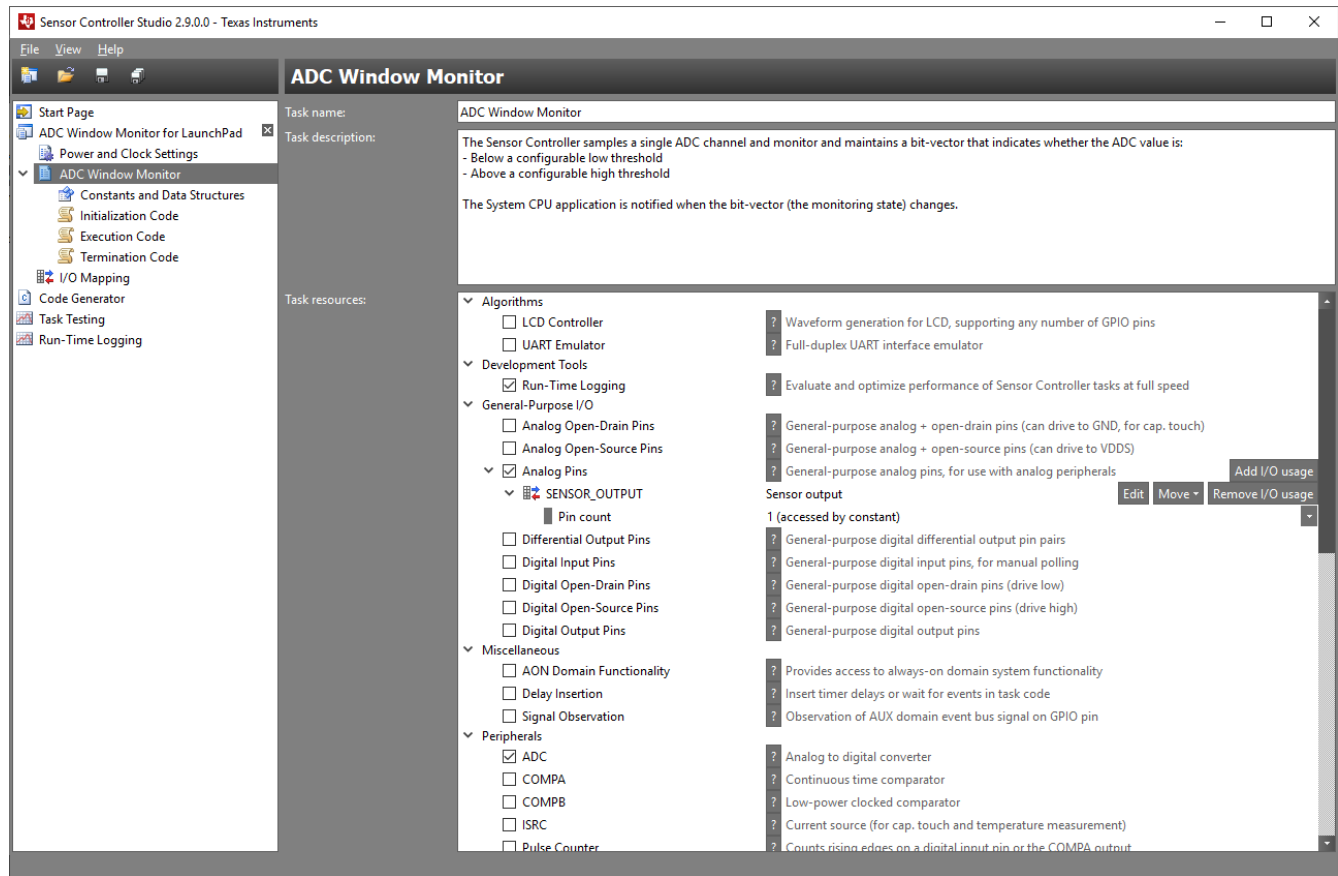 Sensor Controller Studio 2.9.0.0 - Texas Instruments
File View Help
ADC Window Monitor
Start Page
ADC Window Monitor for LaunchPad
Power and Clock Settings
ADC Window Monitor
Constants and Data Structures
Initialization Code
Execution Code
Termination Code
I/O Mapping
Code Generator
Task Testing
Run-Time Logging
Task name: ADC Window Monitor
Task description: The Sensor Controller samples a single ADC channel and monitor and maintains a bit-vector that indicates whether the ADC value is:
- Below a configurable low threshold
- Above a configurable high threshold
The System CPU application is notified when the bit-vector (the monitoring state) changes.
Task resources: Algorithms
LCD Controller ? Waveform generation for LCD, supporting any number of GPIO pins
UART Emulator ? Full-duplex UART interface emulator
Development Tools
Run-Time Logging ? Evaluate and optimize performance of Sensor Controller tasks at full speed
General-Purpose I/O
Analog Open-Drain Pins ? General-purpose analog + open-drain pins (can drive to GND, for cap. touch)
Analog Open-Source Pins ? General-purpose analog + open-source pins (can drive to VDDS)
Analog Pins ? General-purpose analog pins, for use with analog peripherals Add I/O usage
SENSOR_OUTPUT Sensor output Edit Move Remove I/O usage
Pin count 1 (accessed by constant)
Differential Output Pins ? General-purpose digital differential output pin pairs
Digital Input Pins ? General-purpose digital input pins, for manual polling
Digital Open-Drain Pins ? General-purpose digital open-drain pins (drive low)
Digital Open-Source Pins ? General-purpose digital open-source pins (drive high)
Digital Output Pins ? General-purpose digital output pins
Miscellaneous
AON Domain Functionality ? Provides access to always-on domain system functionality
Delay Insertion ? Insert timer delays or wait for events in task code
Signal Observation ? Observation of AUX domain event bus signal on GPIO pin
Peripherals
ADC ? Analog to digital converter
COMPA ? Continuous time comparator
COMPB ? Low-power clocked comparator
ISRC ? Current source (for cap. touch and temperature measurement)
Pulse Counter ? Counts rising edges on a digital input pin or the COMPA output